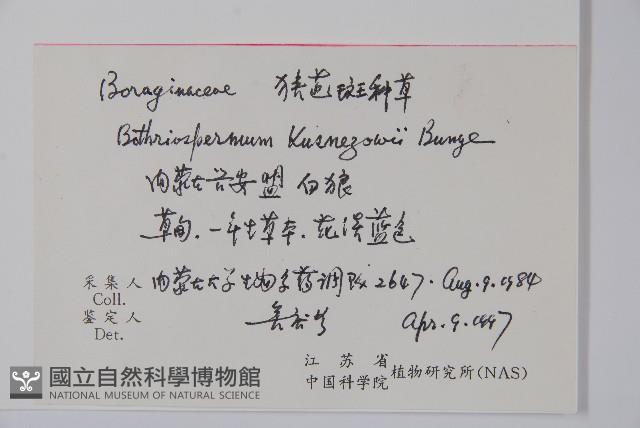 Boraginaceae 狭苞斑种草
Bothriospermum Kusnezowii Bunge
内蒙古兴安盟 白狼
草甸. 一年生草本. 花淡蓝色
采集人 内蒙古大学生物系药调队 2647. Aug. 9. 1984
Coll.
鉴定人 Apr. 9. 1997
Det.
江苏省
中国科学院 植物研究所(NAS)
國立自然科學博物館
NATIONAL MUSEUM OF NATURAL SCIENCE